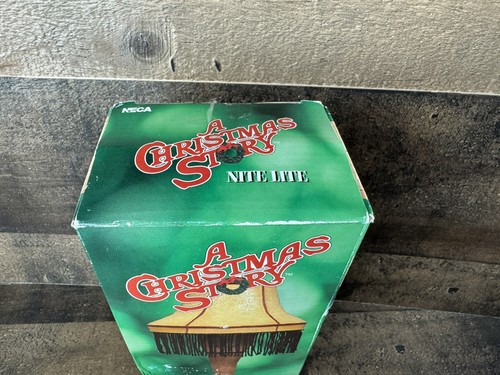 NECA
A
CHRISTMAS
STORY
NITE LITE
A
CHRISTMAS
STORY